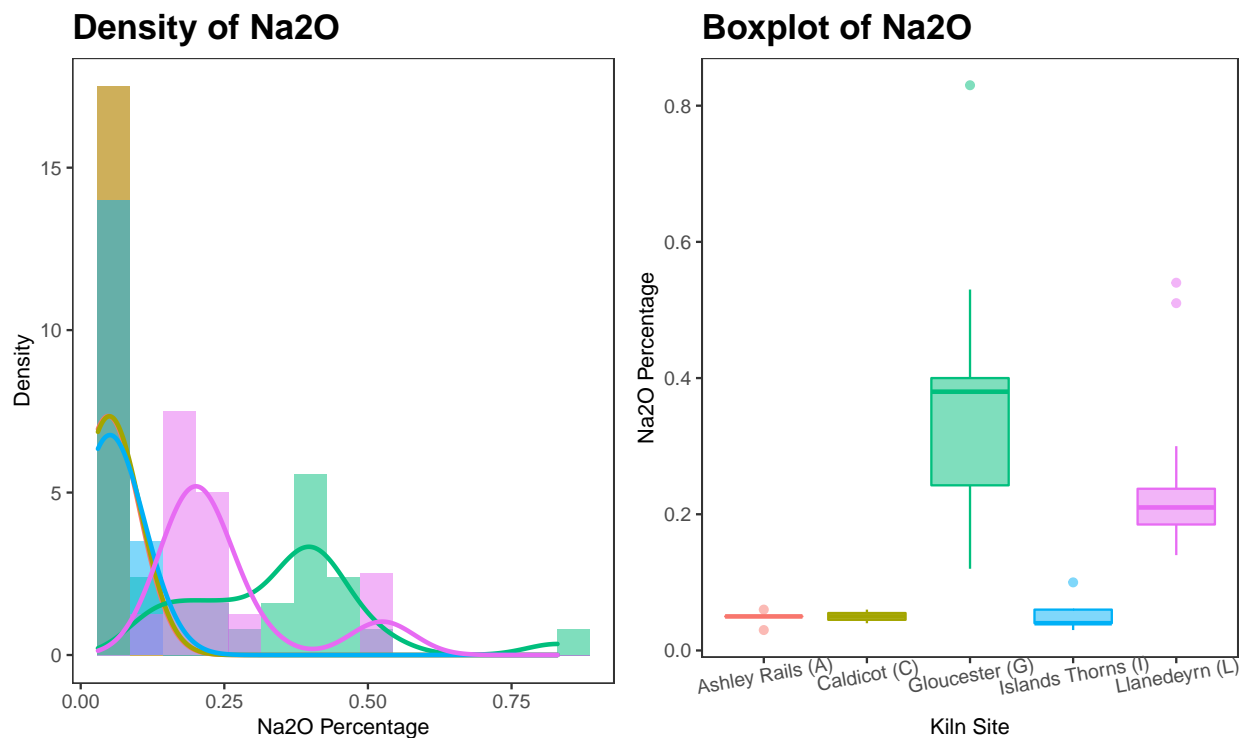 Density of Na2O
15
10
5
0
Density
0.00
0.25
0.50
0.75
Na2O Percentage
Boxplot of Na2O
0.8
0.6
0.4
0.2
0.0
Na2O Percentage
Ashley Rails (A)
Caldicot (C)
Gloucester (G)
Islands Thorns (I)
Llanedeyrn (L)
Kiln Site